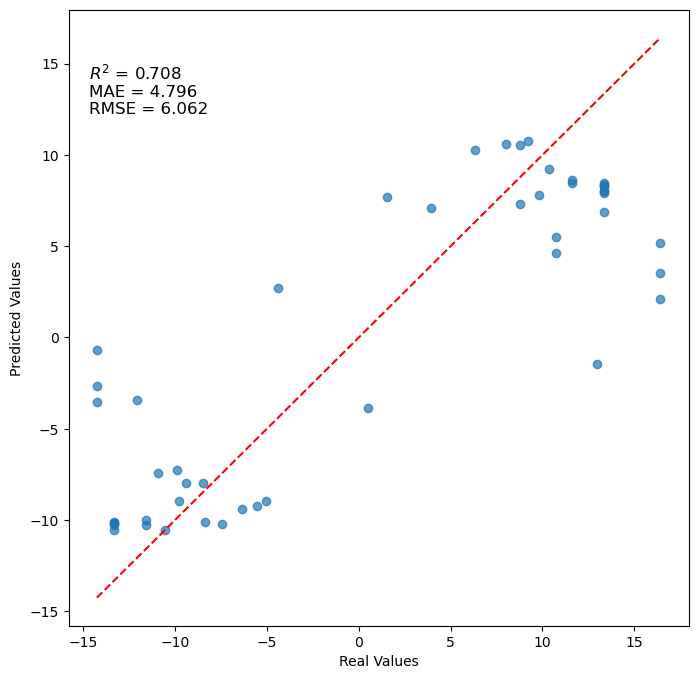 R² = 0.708
MAE = 4.796
RMSE = 6.062
Predicted Values
15
10
5
0
−5
−10
−15
−15
−10
−5
0
5
10
15
Real Values